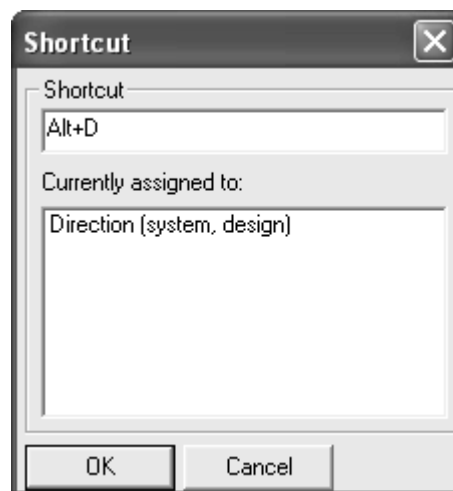 Shortcut
Shortcut
Alt+D
Currently assigned to:
Direction (system, design)
OK Cancel